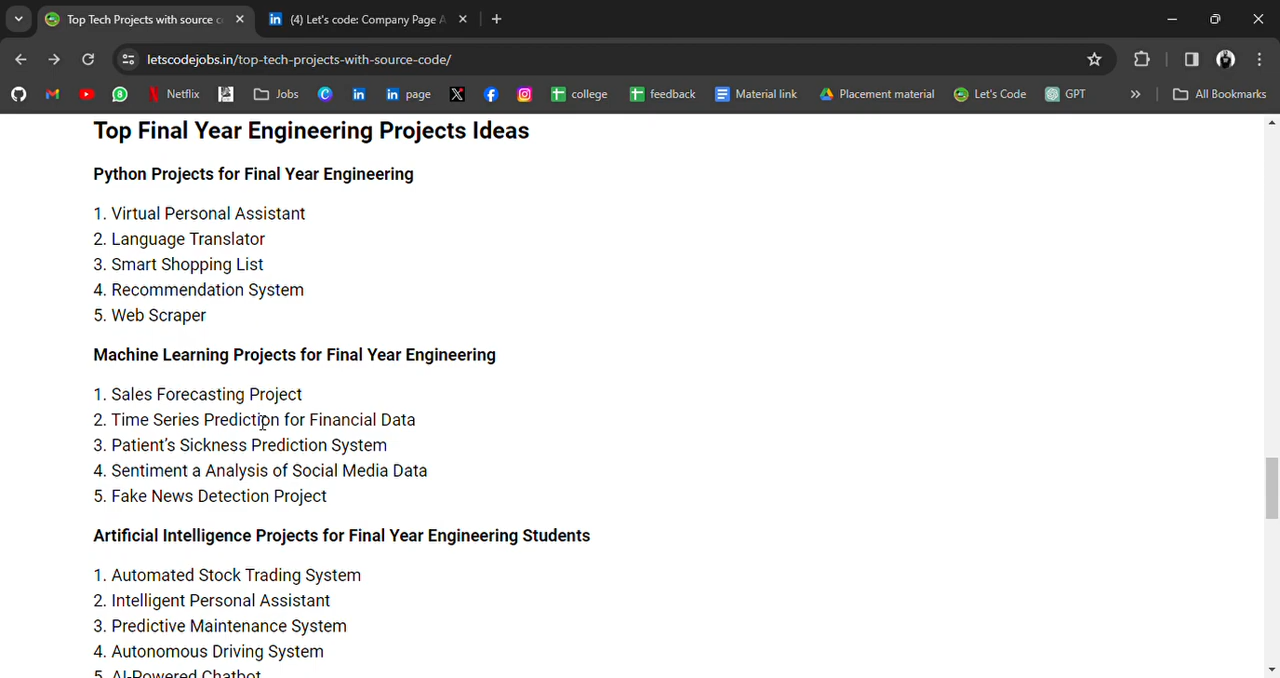 Top Tech Projects with source c
(4) Let's code: Company Page A
letscodejobs.in/top-tech-projects-with-source-code/
Netflix
Jobs
page
college
feedback
Material link
Placement material
Let's Code
GPT
All Bookmarks
Top Final Year Engineering Projects Ideas
Python Projects for Final Year Engineering
1. Virtual Personal Assistant
2. Language Translator
3. Smart Shopping List
4. Recommendation System
5. Web Scraper
Machine Learning Projects for Final Year Engineering
1. Sales Forecasting Project
2. Time Series Prediction for Financial Data
3. Patient’s Sickness Prediction System
4. Sentiment a Analysis of Social Media Data
5. Fake News Detection Project
Artificial Intelligence Projects for Final Year Engineering Students
1. Automated Stock Trading System
2. Intelligent Personal Assistant
3. Predictive Maintenance System
4. Autonomous Driving System
5. AI-Powered Chatbot